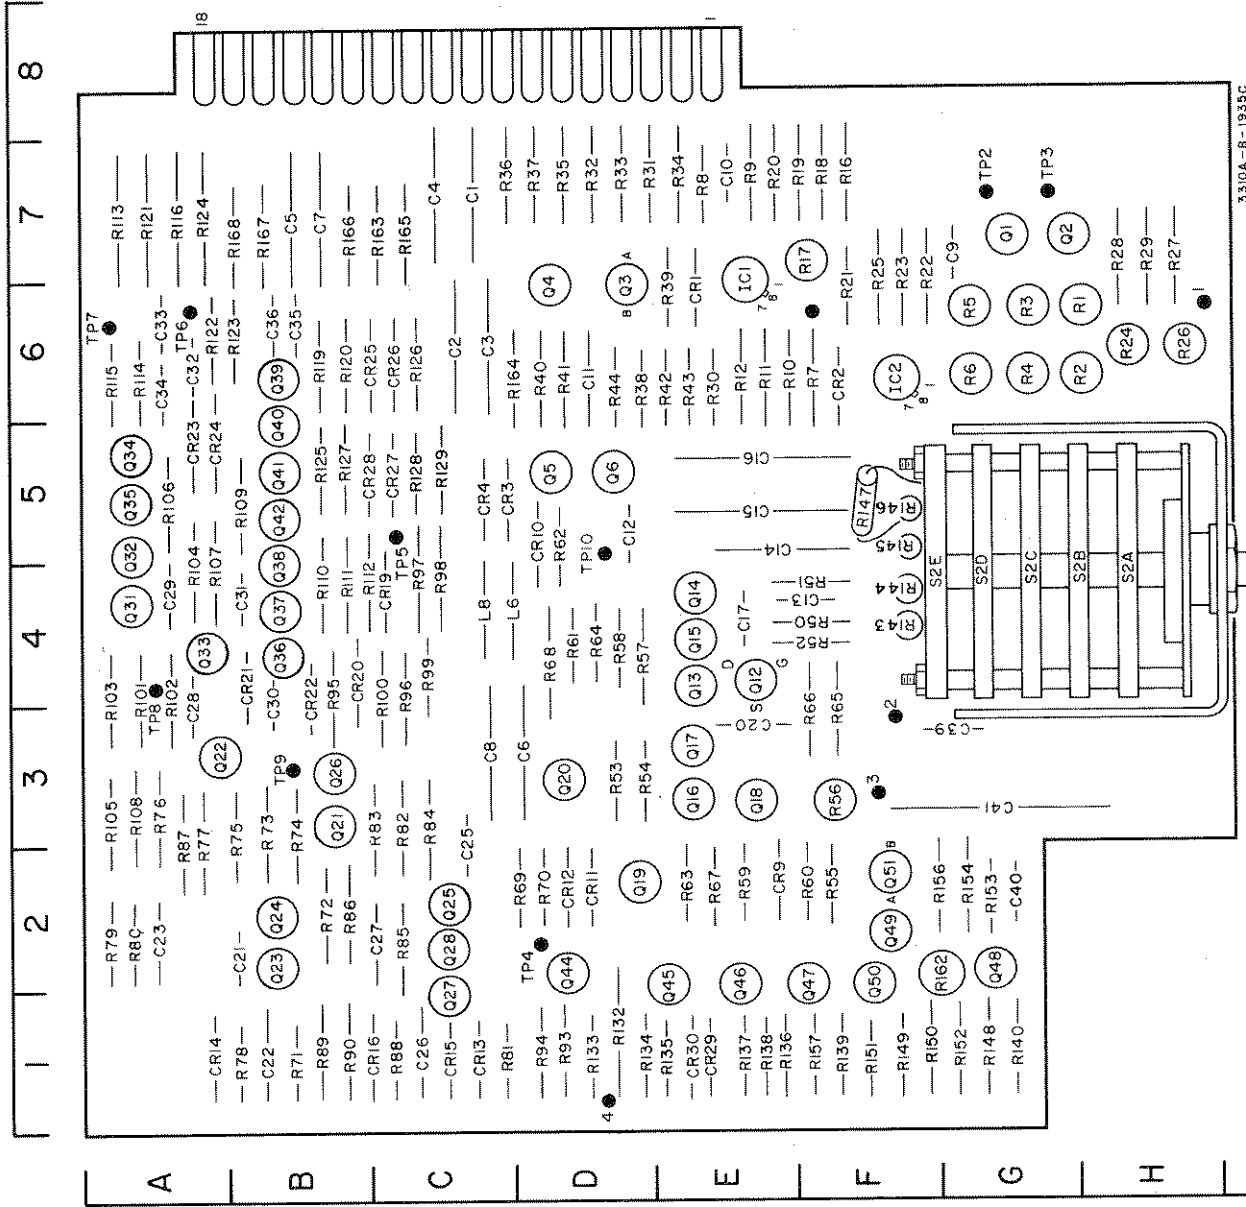 8
7
6
5
4
3
2
1
A
B
C
D
E
F
G
H
18
1
3310A-B-1935C
R113
R121
R116
R124
R168
R167
C5
C7
R166
R163
R165
C4
C1
R36
R37
R35
R32
R33
R31
R34
R8
C10
R9
R20
R19
R18
R16
TP2
TP3
Q1
Q2
C9
R22
R23
R25
R21
R17
IC1
7
8
1
CR1
R39
Q3
A
B
Q4
R28
R29
R27
1
TP7
R115
R114
C34
C33
TP6
C32
R122
R123
C36
C35
Q39
R119
R120
CR25
CR26
R126
C2
C3
R164
R40
R41
C11
R44
R38
R42
R43
R30
R12
R11
R10
R7
CR2
IC2
7
8
1
R5
R3
R1
R6
R4
R2
R24
R26
Q34
Q35
Q32
Q31
R106
CR23
CR24
R109
R104
R107
C29
C31
Q40
Q41
Q42
Q38
Q37
Q36
R125
R127
CR28
CR27
R128
R129
CR4
CR3
TP5
R110
R111
R112
CR19
R97
R98
L8
L6
Q5
Q6
CR10
R62
TP10
C12
C16
C15
C14
R147
R146
R145
R144
R143
R51
C13
R50
R52
C17
Q14
Q15
Q13
Q12
D
S
G
S2E
S2D
S2C
S2B
S2A
R103
R101
TP8
R102
C28
Q33
CR21
C30
CR22
R95
CR20
R100
R96
R99
C8
C6
R68
R61
R64
R58
R57
C20
R66
R65
2
C39
Q22
TP9
Q26
Q21
Q20
R53
R54
Q17
Q16
Q18
R56
3
C41
R105
R108
R76
R87
R77
R75
R73
R74
R83
R82
R84
C25
R79
R80
C23
C21
Q24
Q23
R72
R86
C27
R85
Q25
Q28
Q27
R69
R70
CR12
CR11
Q19
TP4
Q44
R63
R67
R59
CR9
R60
R55
Q51
B
A
Q49
R156
R154
R153
C40
Q45
Q46
Q47
Q50
R162
Q48
CR14
R78
C22
R71
R89
R90
CR16
R88
C26
CR15
CR13
R81
R94
R93
R133
R132
4
R134
R135
CR30
CR29
R137
R138
R136
R157
R139
R151
R149
R150
R152
R148
R140